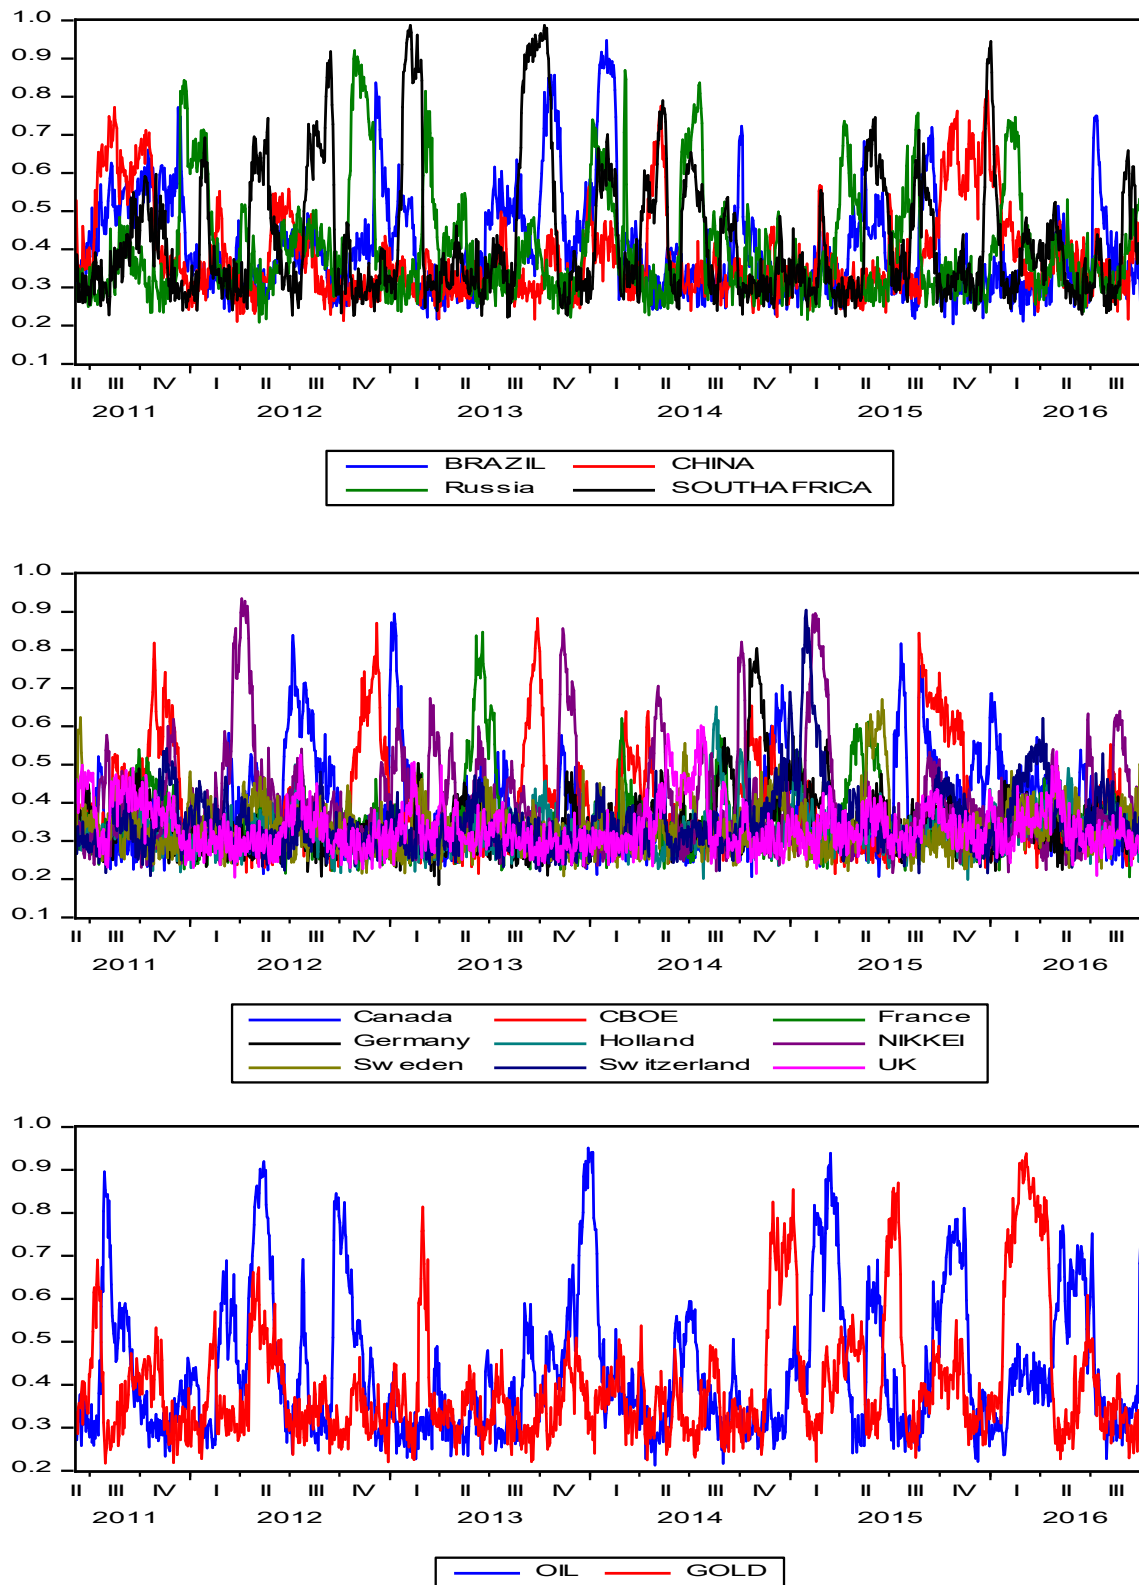 1.0
0.9
0.8
0.7
0.6
0.5
0.4
0.3
0.2
0.1
II III IV I II III IV I II III IV I II III IV I II III IV I II III
2011 2012 2013 2014 2015 2016
BRAZIL CHINA
Russia SOUTHAFRICA
1.0
0.9
0.8
0.7
0.6
0.5
0.4
0.3
0.2
0.1
II III IV I II III IV I II III IV I II III IV I II III IV I II III
2011 2012 2013 2014 2015 2016
Canada CBOE France
Germany Holland NIKKEI
Sweden Switzerland UK
1.0
0.9
0.8
0.7
0.6
0.5
0.4
0.3
0.2
II III IV I II III IV I II III IV I II III IV I II III IV I II III
2011 2012 2013 2014 2015 2016
OIL GOLD